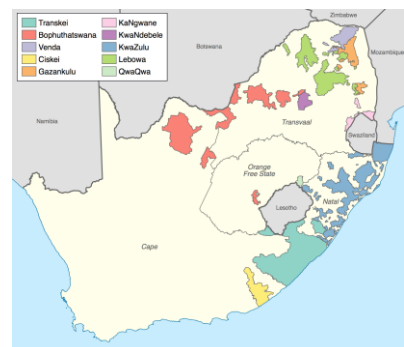 Transkei
Bophuthatswana
Venda
Ciskei
Gazankulu
KaNgwane
KwaNdebele
KwaZulu
Lebowa
QwaQwa
Zimbabwe
Botswana
Mozambique
Namibia
Transvaal
Swaziland
Orange
Free State
Natal
Lesotho
Cape